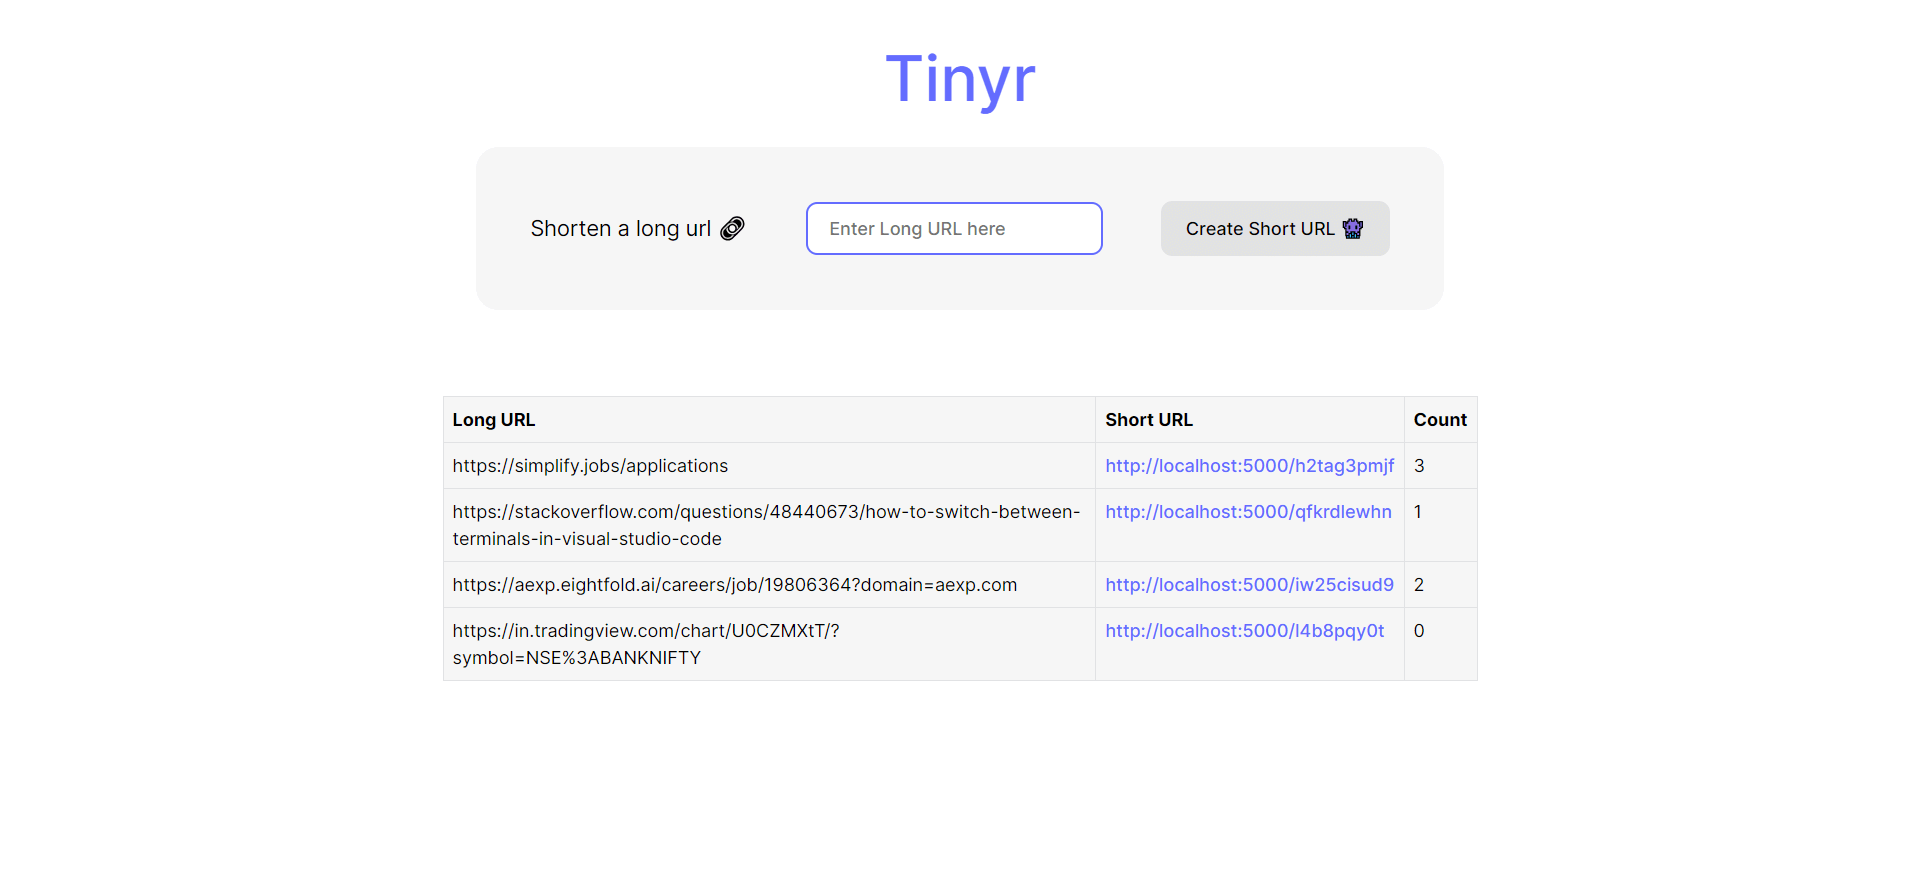 Tinyr
Shorten a long url
Enter Long URL here
Create Short URL
Long URL Short URL Count
https://simplify.jobs/applications http://localhost:5000/h2tag3pmjf 3
https://stackoverflow.com/questions/48440673/how-to-switch-between- http://localhost:5000/qfkrdlewhn 1
terminals-in-visual-studio-code
https://aexp.eightfold.ai/careers/job/19806364?domain=aexp.com http://localhost:5000/iw25cisud9 2
https://in.tradingview.com/chart/U0CZMXtT/? http://localhost:5000/l4b8pqy0t 0
symbol=NSE%3ABANKNIFTY